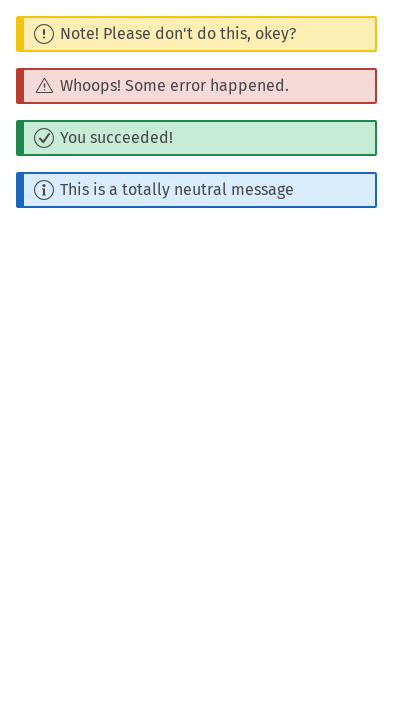 Note! Please don't do this, okey?
Whoops! Some error happened.
You succeeded!
This is a totally neutral message